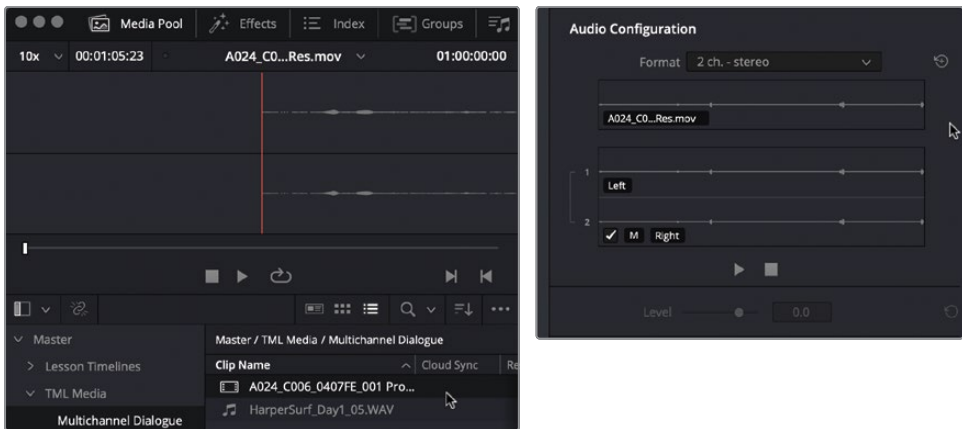 Media Pool Effects Index Groups
10x 00:01:05:23 A024_C0...Res.mov 01:00:00:00
Master
Lesson Timelines
TML Media
Multichannel Dialogue
Master / TML Media / Multichannel Dialogue
Clip Name Cloud Sync Re
A024_C006_0407FE_001 Pro...
HarperSurf_Day1_05.WAV
Audio Configuration
Format 2 ch. - stereo
A024_C0...Res.mov
1
Left
2
M Right
Level 0.0